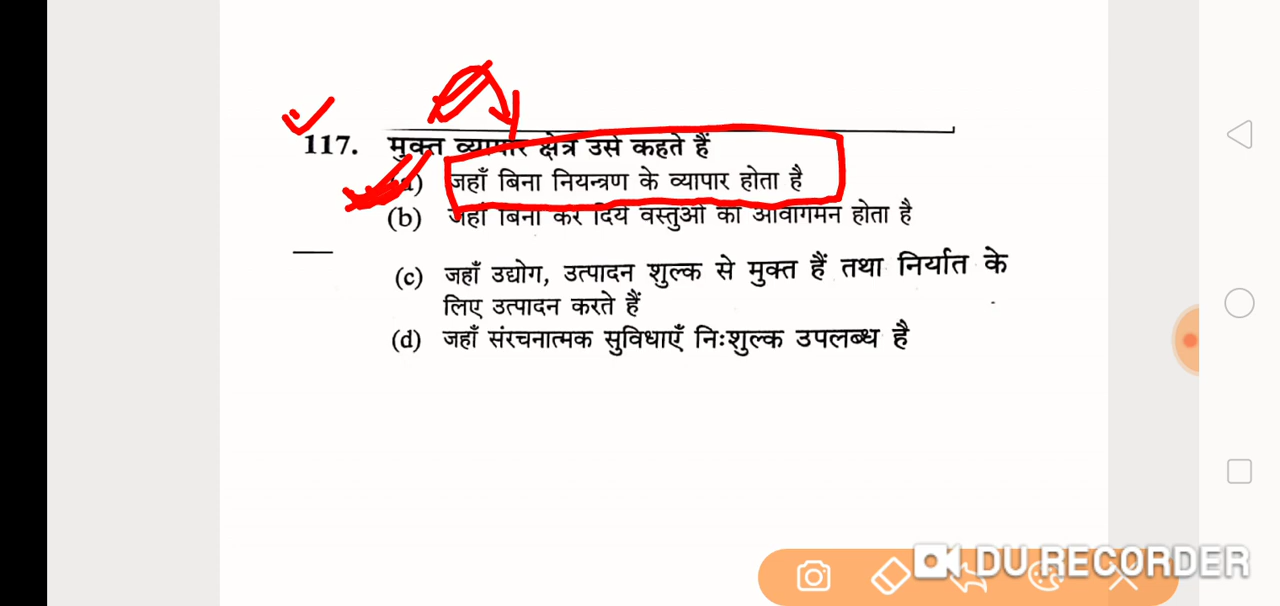 117. मुक्त व्यापार क्षेत्र उसे कहते हैं
(a) जहाँ बिना नियन्त्रण के व्यापार होता है
(b) जहाँ बिना कर दिये वस्तुओं का आवागमन होता है
(c) जहाँ उद्योग, उत्पादन शुल्क से मुक्त हैं तथा निर्यात के
लिए उत्पादन करते हैं
(d) जहाँ संरचनात्मक सुविधाएँ निःशुल्क उपलब्ध है
DU RECORDER